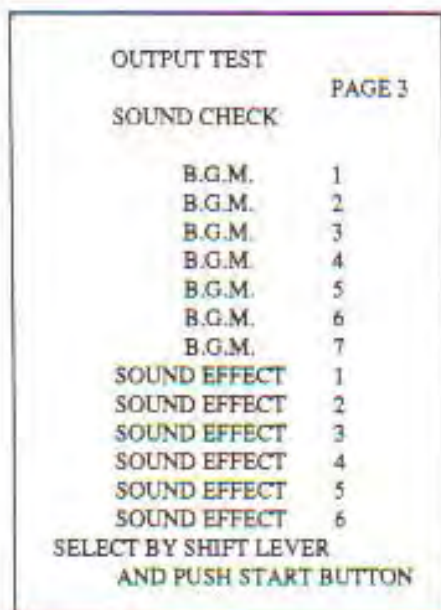 OUTPUT TEST
PAGE 3
SOUND CHECK
B.G.M. 1
B.G.M. 2
B.G.M. 3
B.G.M. 4
B.G.M. 5
B.G.M. 6
B.G.M. 7
SOUND EFFECT 1
SOUND EFFECT 2
SOUND EFFECT 3
SOUND EFFECT 4
SOUND EFFECT 5
SOUND EFFECT 6
SELECT BY SHIFT LEVER
AND PUSH START BUTTON